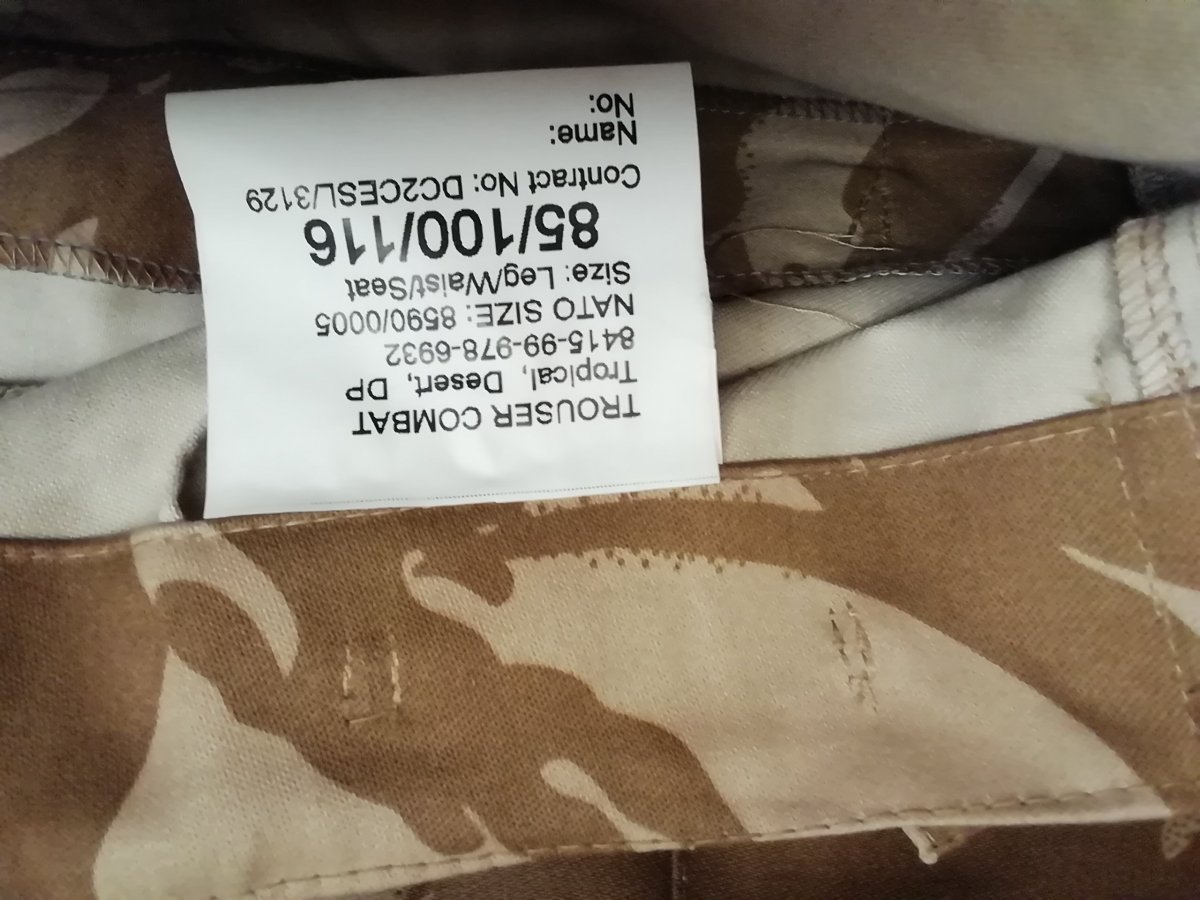 TROUSER COMBAT
Tropical, Desert, DP
8415-99-978-6932
NATO SIZE: 8590/0005
Size: Leg/Waist/Seat
85/100/116
Contract No: DC2CESL/3129
Name:
No: